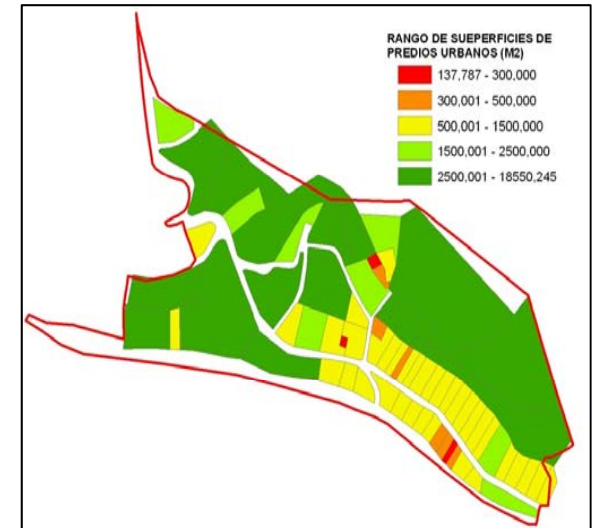 RANGO DE SUEPERFICIES DE
PREDIOS URBANOS (M2)
137,787 - 300,000
300,001 - 500,000
500,001 - 1500,000
1500,001 - 2500,000
2500,001 - 18550,245